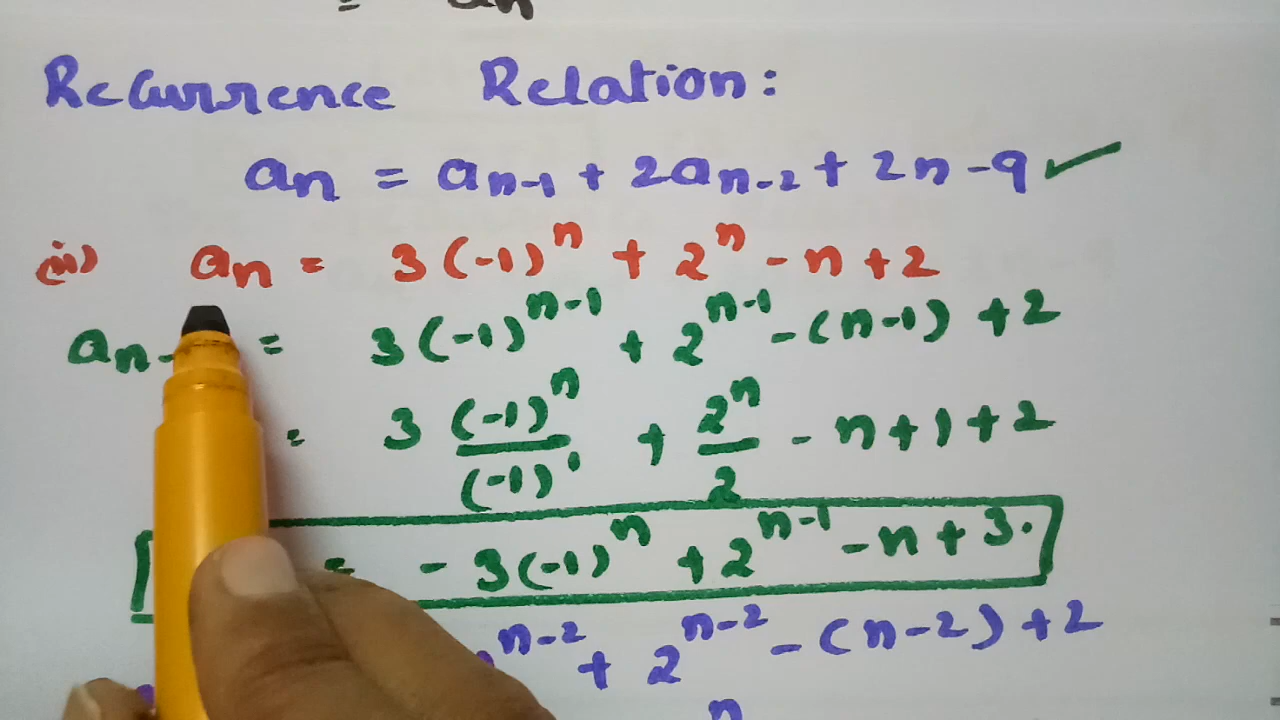 = an
Recurrence Relation:
an = an-1 + 2an-2 + 2n-9 ✓
(iii) an = 3(-1)^n + 2^n - n + 2
an- = 3(-1)^n-1 + 2^n-1 - (n-1) + 2
= 3 (-1)^n/(-1)^1 + 2^n/2 - n + 1 + 2
= - 3(-1)^n + 2^n-1 - n + 3.
n-2 + 2^n-2 - (n-2) + 2
n